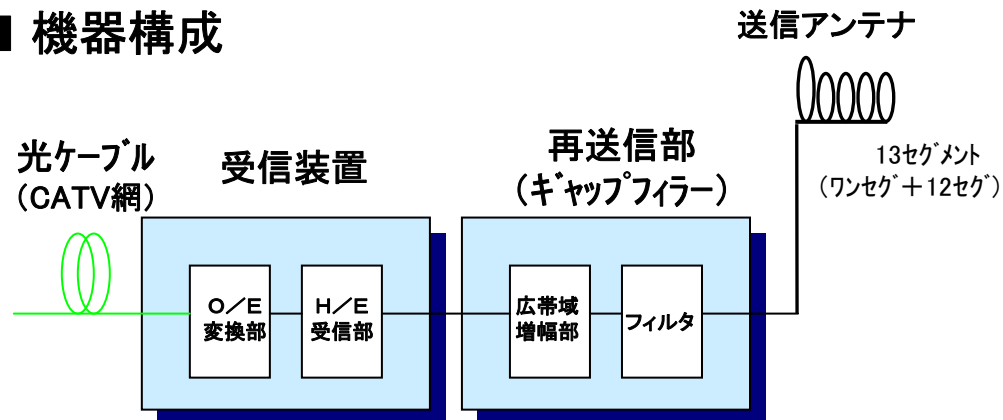 ■ 機器構成
送信アンテナ
光ケーブル
(CATV網)
受信装置
再送信部
(ギャップフィラー)
13セグメント
(ワンセグ+12セグ)
O/E
変換部
H/E
受信部
広帯域
増幅部
フィルタ